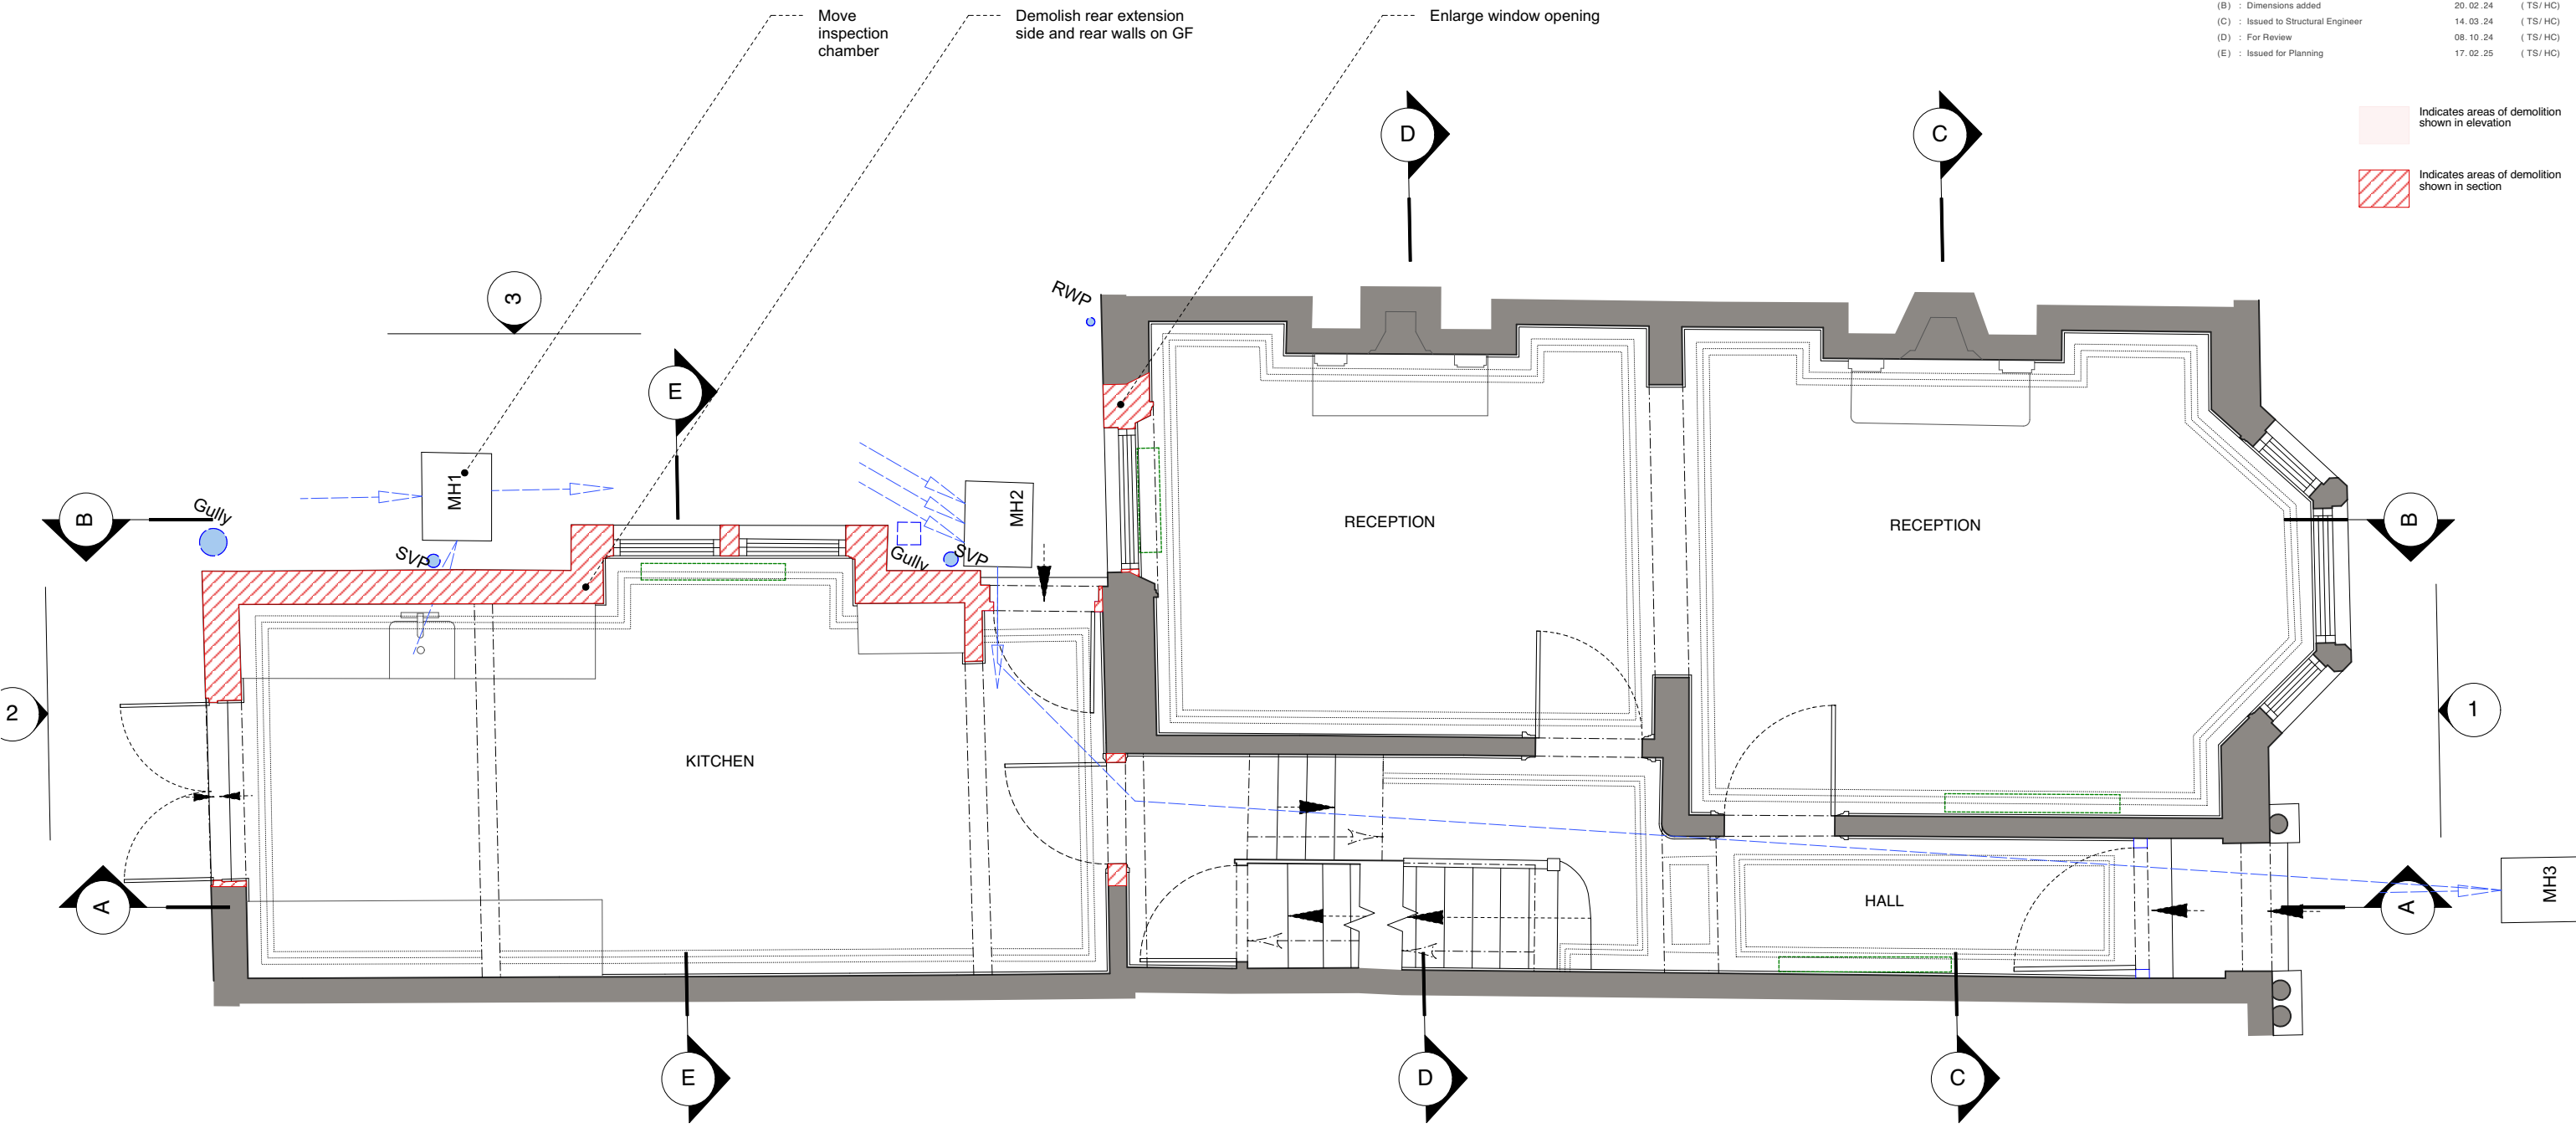 Move
inspection
chamber
Demolish rear extension
side and rear walls on GF
Enlarge window opening
(B) : Dimensions added 20.02.24 (TS/HC)
(C) : Issued to Structural Engineer 14.03.24 (TS/HC)
(D) : For Review 08.10.24 (TS/HC)
(E) : Issued for Planning 17.02.25 (TS/HC)
Indicates areas of demolition
shown in elevation
Indicates areas of demolition
shown in section
D
C
3
RWP
E
MH1
MH2
B
Gully
SVP
Gully
SVP
RECEPTION
RECEPTION
B
2
1
KITCHEN
A
HALL
A
MH3
E
D
C